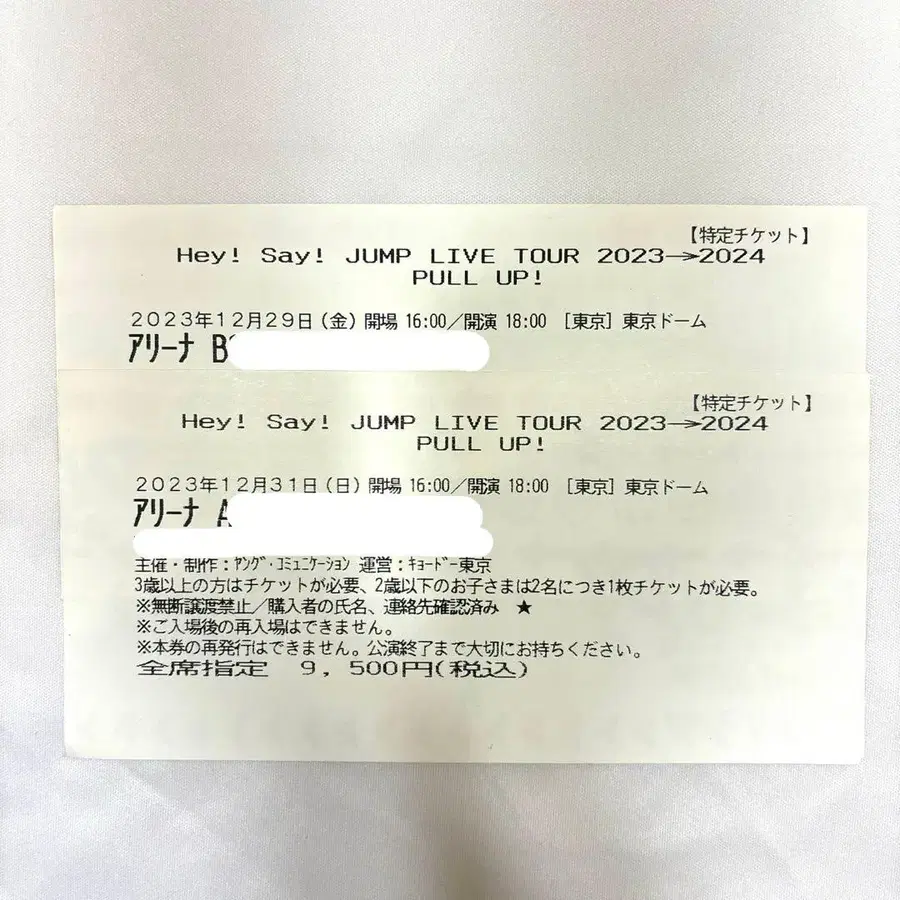 【特定チケット】
Hey! Say! JUMP LIVE TOUR 2023→2024
PULL UP!
2023年12月29日(金) 開場 16:00/開演 18:00 [東京] 東京ドーム
アリーナ B
【特定チケット】
Hey! Say! JUMP LIVE TOUR 2023→2024
PULL UP!
2023年12月31日(日) 開場 16:00/開演 18:00 [東京] 東京ドーム
アリーナ A
主催・制作:ヤング・コミュニケーション 運営:キョードー東京
3歳以上の方はチケットが必要、2歳以下のお子さまは2名につき1枚チケットが必要。
※無断譲渡禁止/購入者の氏名、連絡先確認済み ★
※ご入場後の再入場はできません。
※本券の再発行はできません。公演終了まで大切にお持ちください。
全席指定 9,500円(税込)